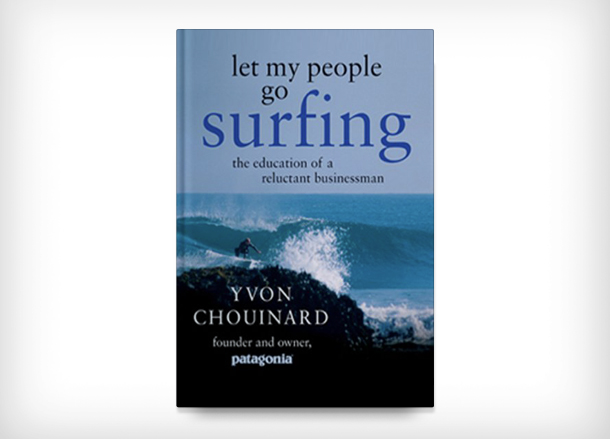 let my people
go
surfing
the education of a
reluctant businessman
YVON
CHOUINARD
founder and owner,
patagonia®